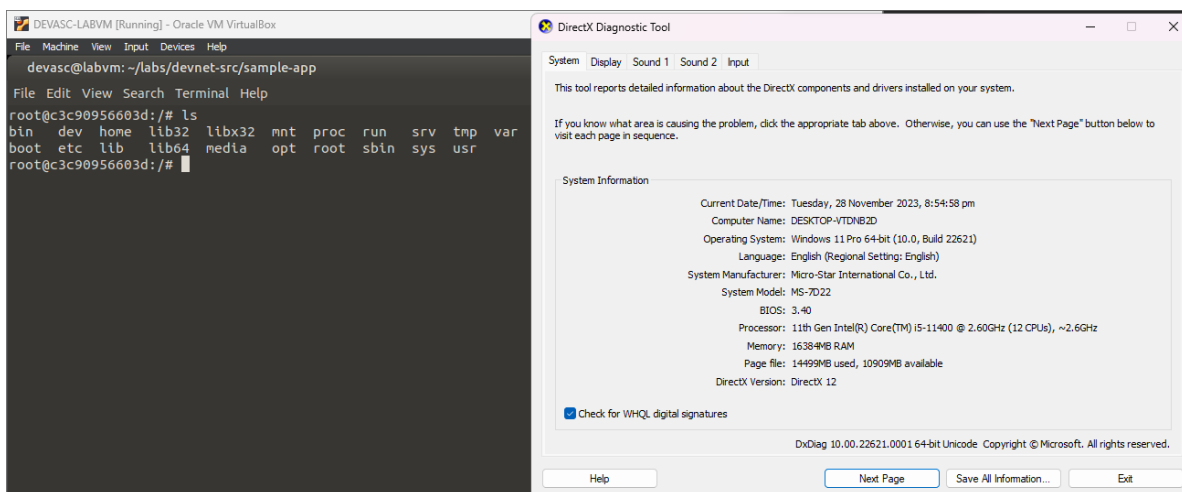 DEVASC-LABVM [Running] - Oracle VM VirtualBox
File Machine View Input Devices Help
devasc@labvm: ~/labs/devnet-src/sample-app
File Edit View Search Terminal Help
root@c3c90956603d:/# ls
bin dev home lib32 libx32 mnt proc run srv tmp var
boot etc lib lib64 media opt root sbin sys usr
root@c3c90956603d:/#
DirectX Diagnostic Tool
System Display Sound 1 Sound 2 Input
This tool reports detailed information about the DirectX components and drivers installed on your system.
If you know what area is causing the problem, click the appropriate tab above. Otherwise, you can use the "Next Page" button below to
visit each page in sequence.
System Information
Current Date/Time: Tuesday, 28 November 2023, 8:54:58 pm
Computer Name: DESKTOP-VTDNB2D
Operating System: Windows 11 Pro 64-bit (10.0, Build 22621)
Language: English (Regional Setting: English)
System Manufacturer: Micro-Star International Co., Ltd.
System Model: MS-7D22
BIOS: 3.40
Processor: 11th Gen Intel(R) Core(TM) i5-11400 @ 2.60GHz (12 CPUs), ~2.6GHz
Memory: 16384MB RAM
Page file: 14499MB used, 10909MB available
DirectX Version: DirectX 12
Check for WHQL digital signatures
DxDiag 10.00.22621.0001 64-bit Unicode Copyright © Microsoft. All rights reserved.
Help Next Page Save All Information... Exit